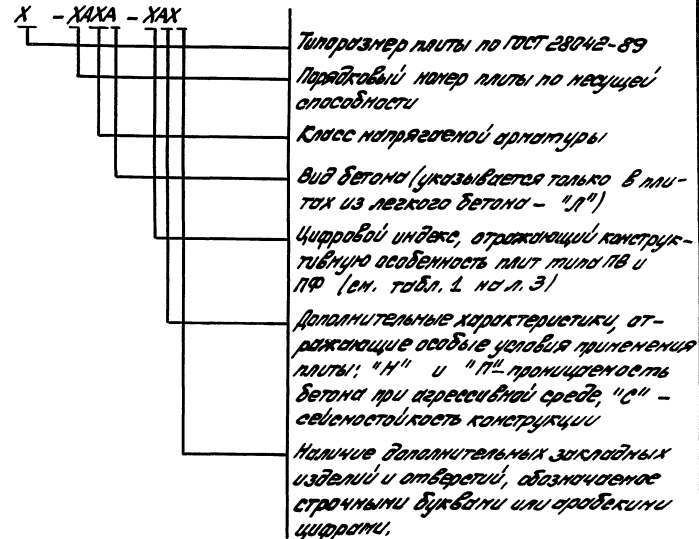 X - XAXA - XAX
Типоразмер плиты по ГОСТ 28042-89
Порядковый номер плиты по несущей
способности
Класс напрягаемой арматуры
Вид бетона (указывается только в пли-
тах из легкого бетона - "Л")
Цифровой индекс, отражающий конструк-
тивную особенность плит типа ПВ и
ПФ (см. табл. 1 на л. 3)
Дополнительные характеристики, от-
ражающие особые условия применения
плиты: "Н" и "П"-проницаемость
бетона при агрессивной среде, "С" -
сейсмостойкость конструкции
Наличие дополнительных закладных
изделий и отверстий, обозначаемое
строчными буквами или арабскими
цифрами.